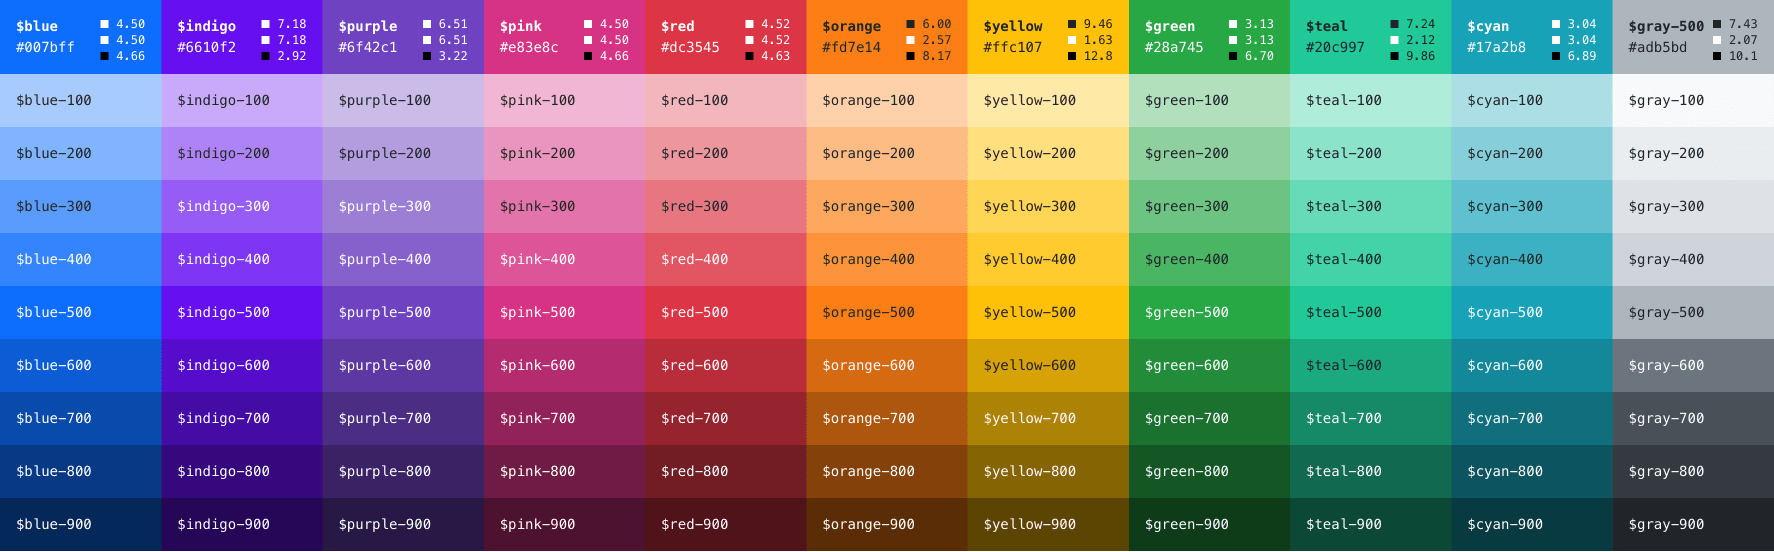 $blue 4.50
4.50
#007bff 4.66
$indigo 7.18
7.18
#6610f2 2.92
$purple 6.51
6.51
#6f42c1 3.22
$pink 4.50
4.50
#e83e8c 4.66
$red 4.52
4.52
#dc3545 4.63
$orange 6.00
2.57
#fd7e14 8.17
$yellow 9.46
1.63
#ffc107 12.8
$green 3.13
3.13
#28a745 6.70
$teal 7.24
2.12
#20c997 9.86
$cyan 3.04
3.04
#17a2b8 6.89
$gray-500 7.43
2.07
#adb5bd 10.1
$blue-100 $indigo-100 $purple-100 $pink-100 $red-100 $orange-100 $yellow-100 $green-100 $teal-100 $cyan-100 $gray-100
$blue-200 $indigo-200 $purple-200 $pink-200 $red-200 $orange-200 $yellow-200 $green-200 $teal-200 $cyan-200 $gray-200
$blue-300 $indigo-300 $purple-300 $pink-300 $red-300 $orange-300 $yellow-300 $green-300 $teal-300 $cyan-300 $gray-300
$blue-400 $indigo-400 $purple-400 $pink-400 $red-400 $orange-400 $yellow-400 $green-400 $teal-400 $cyan-400 $gray-400
$blue-500 $indigo-500 $purple-500 $pink-500 $red-500 $orange-500 $yellow-500 $green-500 $teal-500 $cyan-500 $gray-500
$blue-600 $indigo-600 $purple-600 $pink-600 $red-600 $orange-600 $yellow-600 $green-600 $teal-600 $cyan-600 $gray-600
$blue-700 $indigo-700 $purple-700 $pink-700 $red-700 $orange-700 $yellow-700 $green-700 $teal-700 $cyan-700 $gray-700
$blue-800 $indigo-800 $purple-800 $pink-800 $red-800 $orange-800 $yellow-800 $green-800 $teal-800 $cyan-800 $gray-800
$blue-900 $indigo-900 $purple-900 $pink-900 $red-900 $orange-900 $yellow-900 $green-900 $teal-900 $cyan-900 $gray-900